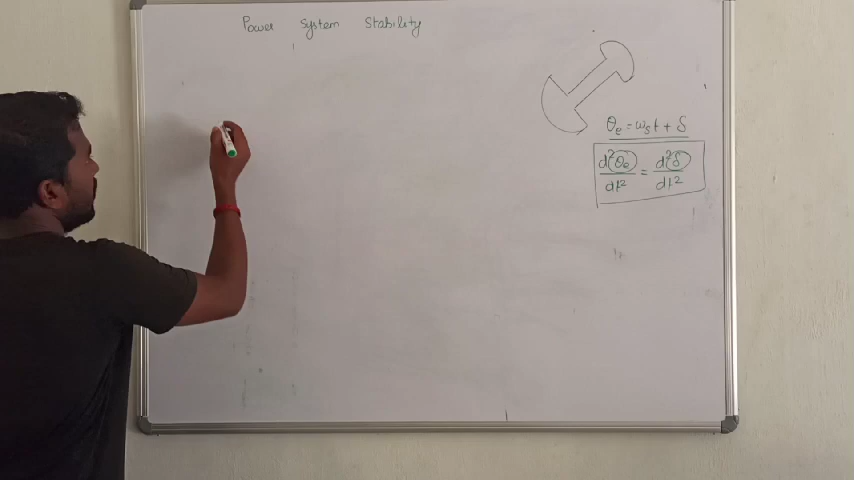 Power System Stability
θe = ωst + δ
d²θe/dt² = d²δ/dt²